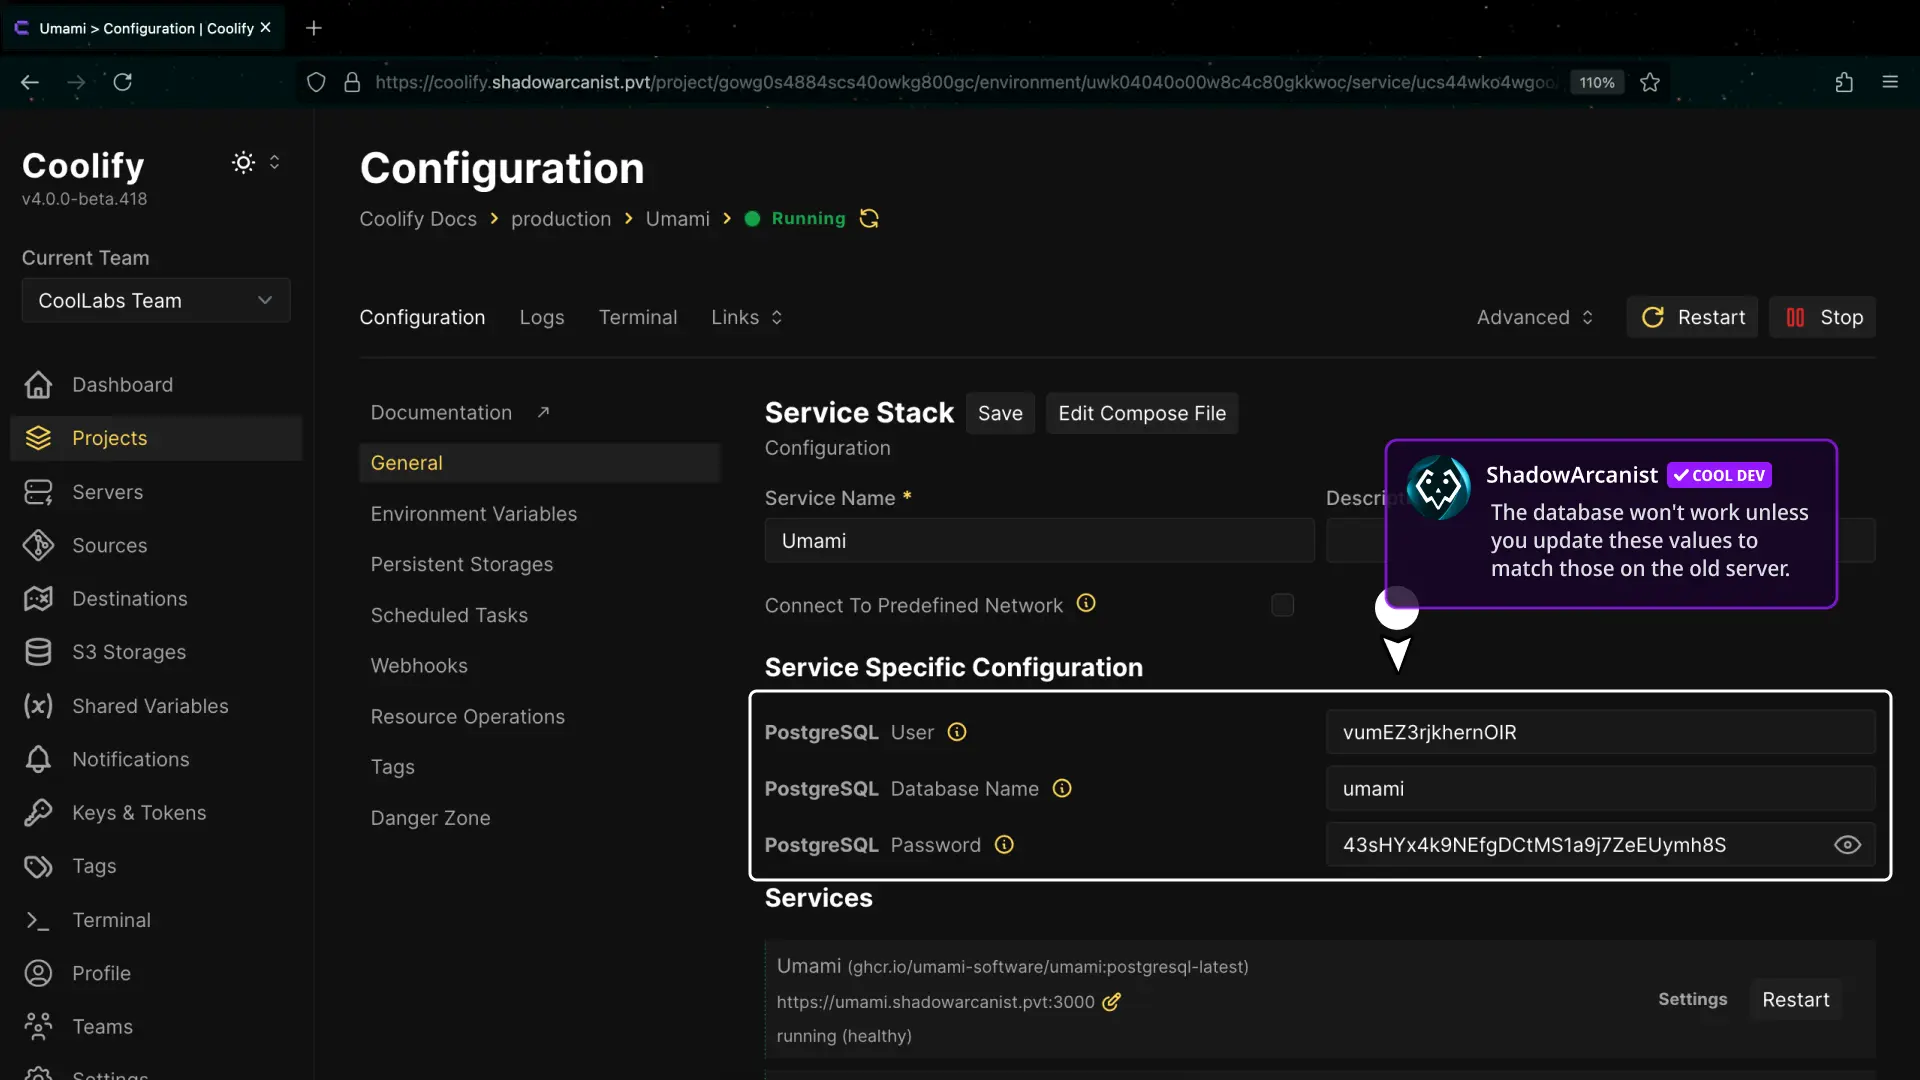 Umami > Configuration | Coolify
https://coolify.shadowarcanist.pvt/project/gowg0s4884scs40owkg800gc/environment/uwk04040o00w8c4c80gkkwoc/service/ucs44wko4wgoo
110%
Coolify
v4.0.0-beta.418
Current Team
CoolLabs Team
Dashboard
Projects
Servers
Sources
Destinations
S3 Storages
Shared Variables
Notifications
Keys & Tokens
Tags
Terminal
Profile
Teams
Settings
Configuration
Coolify Docs > production > Umami > Running
Configuration Logs Terminal Links
Advanced Restart Stop
Documentation
General
Environment Variables
Persistent Storages
Scheduled Tasks
Webhooks
Resource Operations
Tags
Danger Zone
Service Stack Save Edit Compose File
Configuration
Service Name * Descript
Umami
ShadowArcanist COOL DEV
The database won't work unless
you update these values to
match those on the old server.
Connect To Predefined Network
Service Specific Configuration
PostgreSQL User vumEZ3rjkhernOIR
PostgreSQL Database Name umami
PostgreSQL Password 43sHYx4k9NEfgDCtMS1a9j7ZeEUymh8S
Services
Umami (ghcr.io/umami-software/umami:postgresql-latest)
https://umami.shadowarcanist.pvt:3000
running (healthy)
Settings Restart